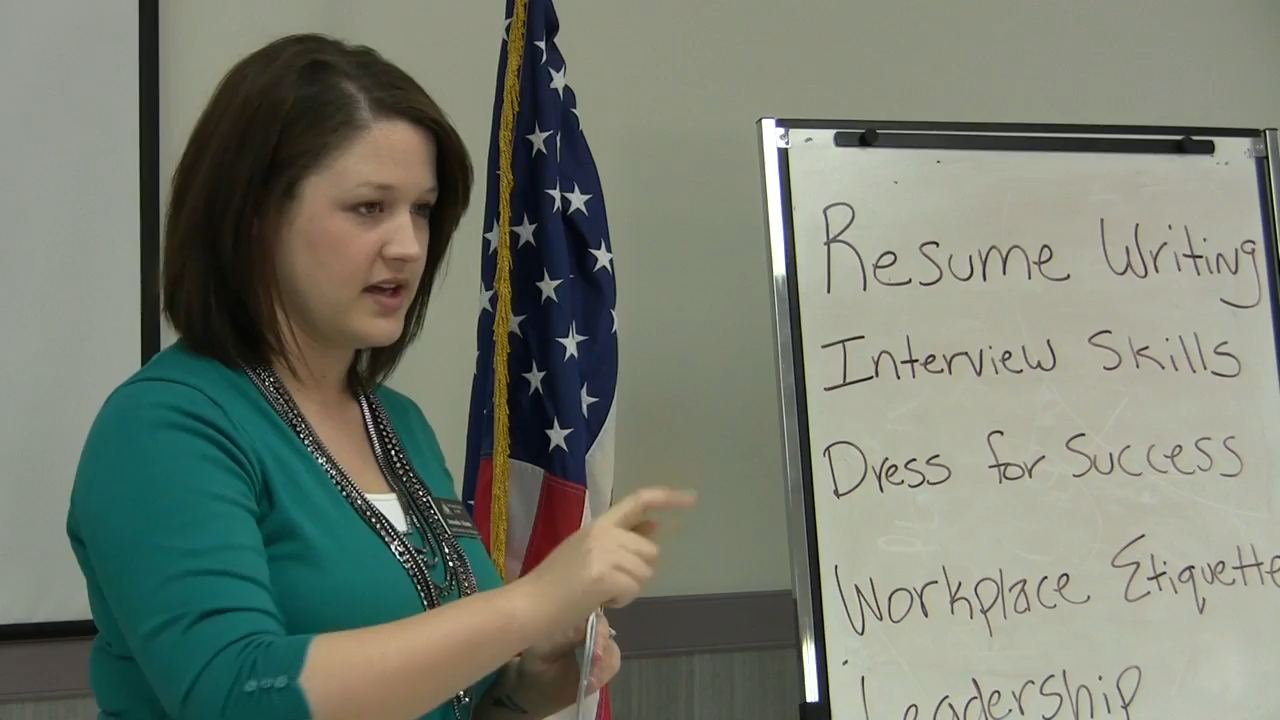 Resume Writing
Interview Skills
Dress for Success
Workplace Etiquette
Leadership